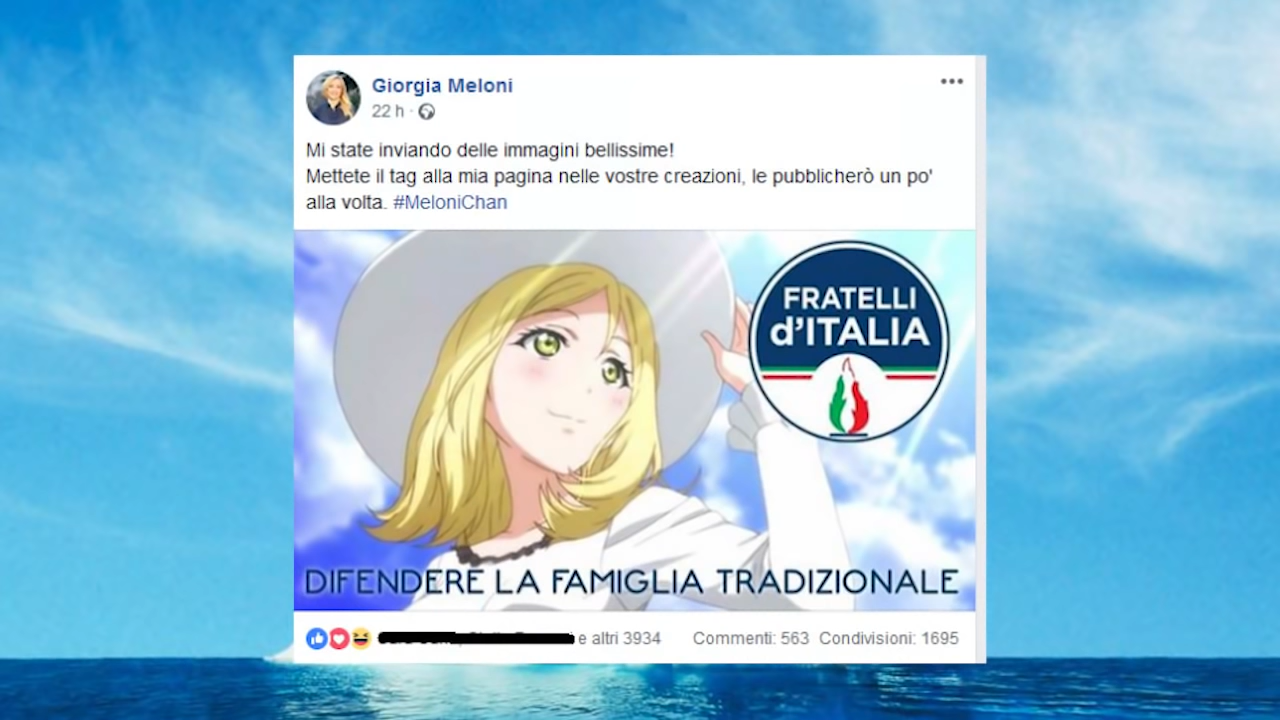 Giorgia Meloni
22 h ·
Mi state inviando delle immagini bellissime!
Mettete il tag alla mia pagina nelle vostre creazioni, le pubblicherò un po'
alla volta. #MeloniChan
FRATELLI
d'ITALIA
DIFENDERE LA FAMIGLIA TRADIZIONALE
e altri 3934 Commenti: 563 Condivisioni: 1695